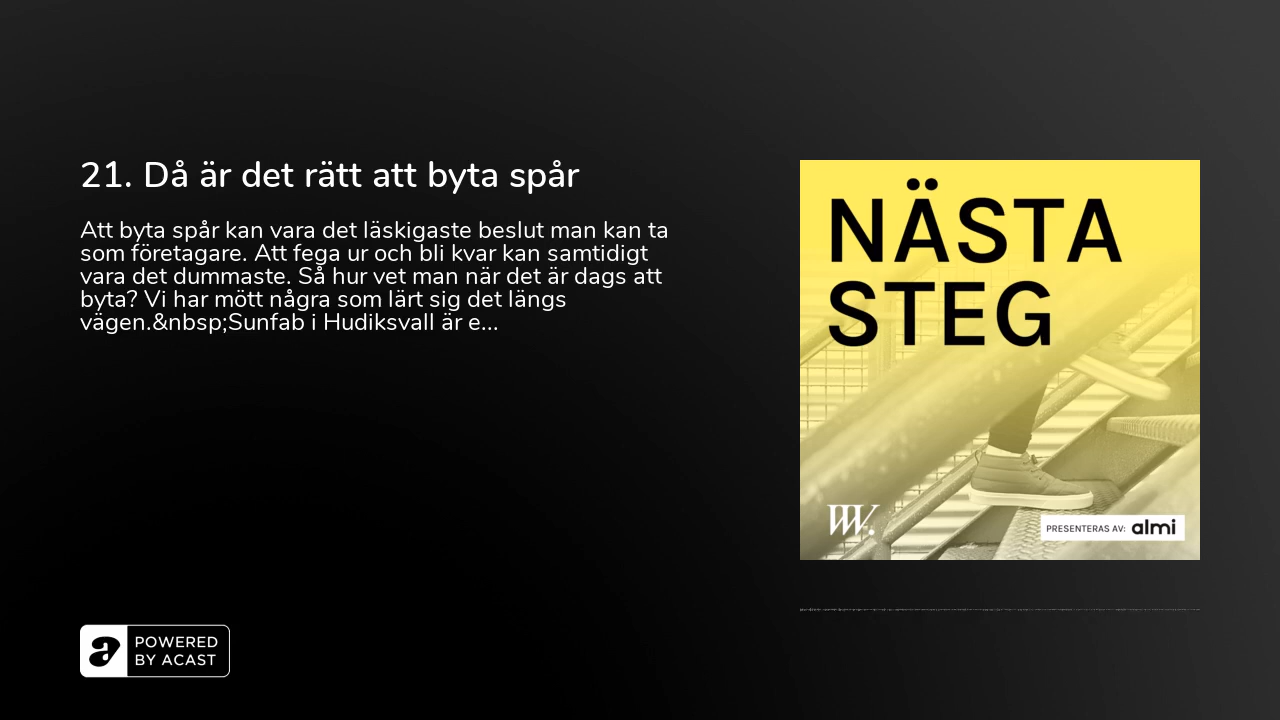 21. Då är det rätt att byta spår
Att byta spår kan vara det läskigaste beslut man kan ta
som företagare. Att fega ur och bli kvar kan samtidigt
vara det dummaste. Så hur vet man när det är dags att
byta? Vi har mött några som lärt sig det längs
vägen.&nbsp;Sunfab i Hudiksvall är e...
NÄSTA
STEG
PRESENTERAS AV: almi
POWERED
BY ACAST